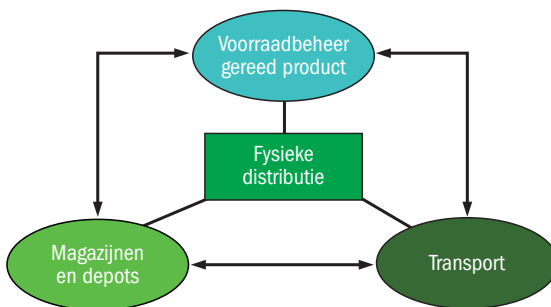 Voorraadbeheer
gereed product
Fysieke
distributie
Magazijnen
en depots
Transport